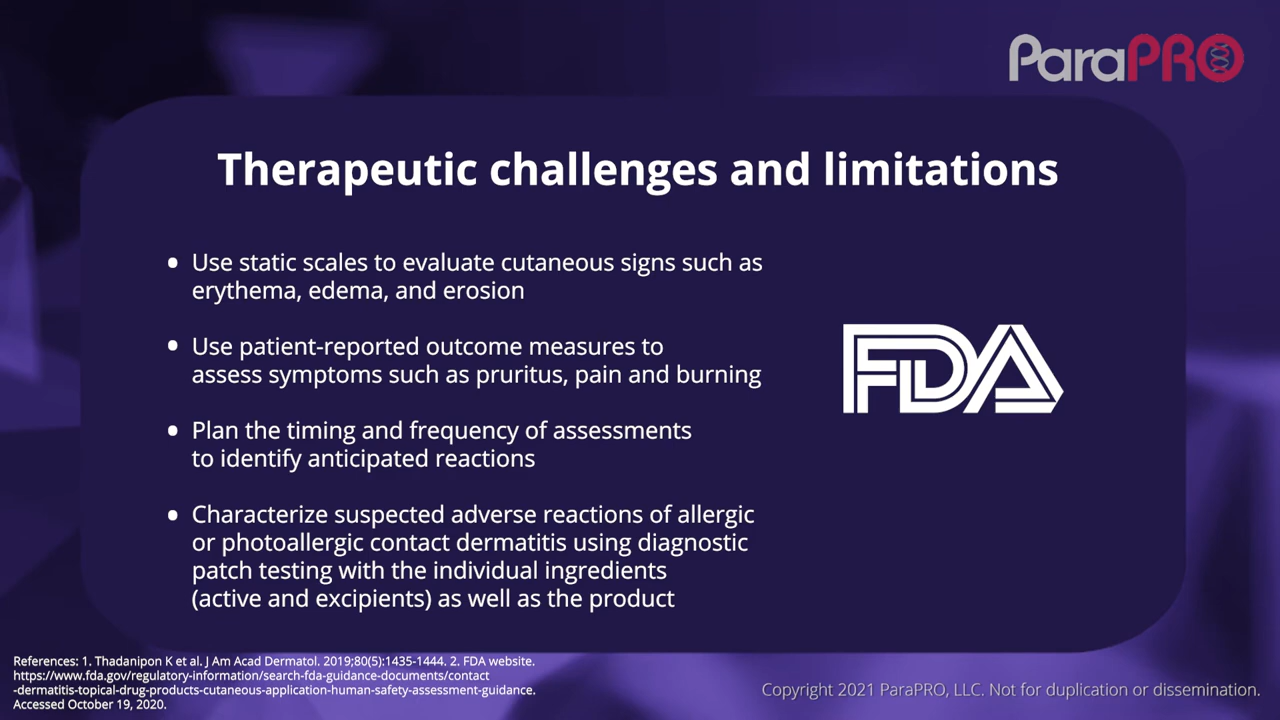 ParaPRO
Therapeutic challenges and limitations
• Use static scales to evaluate cutaneous signs such as
erythema, edema, and erosion
• Use patient-reported outcome measures to
assess symptoms such as pruritus, pain and burning
• Plan the timing and frequency of assessments
to identify anticipated reactions
• Characterize suspected adverse reactions of allergic
or photoallergic contact dermatitis using diagnostic
patch testing with the individual ingredients
(active and excipients) as well as the product
FDA
References: 1. Thadanipon K et al. J Am Acad Dermatol. 2019;80(5):1435-1444. 2. FDA website.
https://www.fda.gov/regulatory-information/search-fda-guidance-documents/contact
-dermatitis-topical-drug-products-cutaneous-application-human-safety-assessment-guidance.
Accessed October 19, 2020.
Copyright 2021 ParaPRO, LLC. Not for duplication or dissemination.